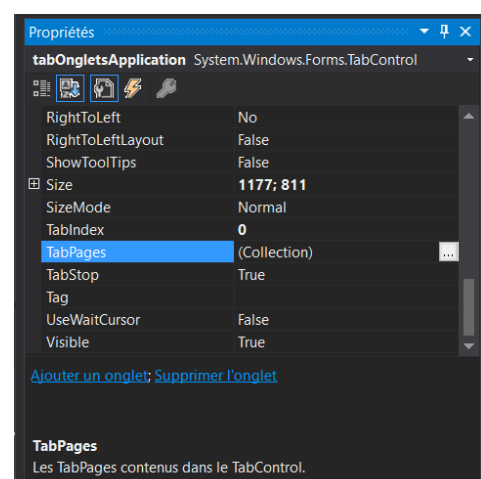 Propriétés
tabOngletsApplication System.Windows.Forms.TabControl
RightToLeft No
RightToLeftLayout False
ShowToolTips False
Size 1177; 811
SizeMode Normal
TabIndex 0
TabPages (Collection) ...
TabStop True
Tag
UseWaitCursor False
Visible True
Ajouter un onglet; Supprimer l'onglet
TabPages
Les TabPages contenus dans le TabControl.